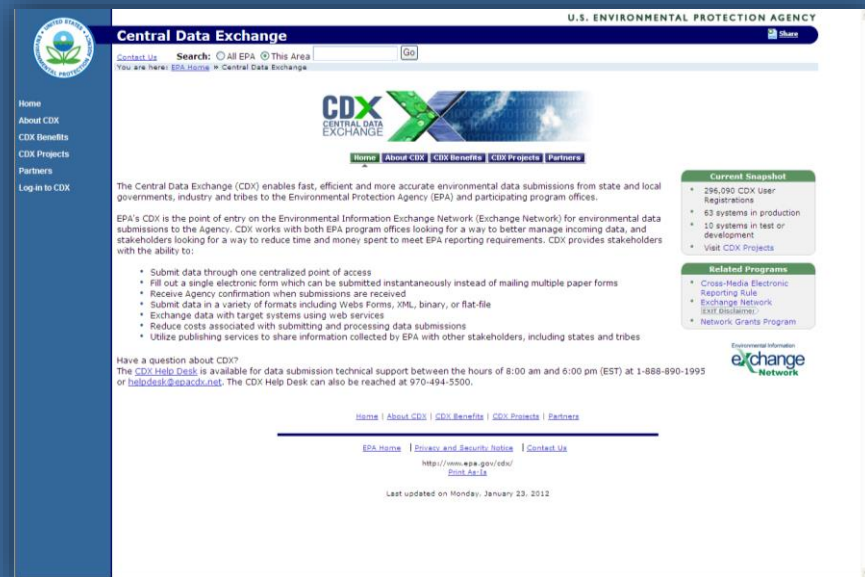 U.S. ENVIRONMENTAL PROTECTION AGENCY
Central Data Exchange
Share
Contact Us Search: All EPA This Area Go
You are here: EPA Home » Central Data Exchange
UNITED STATES
ENVIRONMENTAL PROTECTION
Home
About CDX
CDX Benefits
CDX Projects
Partners
Log-in to CDX
CDX
CENTRAL DATA
EXCHANGE
Home About CDX CDX Benefits CDX Projects Partners
The Central Data Exchange (CDX) enables fast, efficient and more accurate environmental data submissions from state and local
governments, industry and tribes to the Environmental Protection Agency (EPA) and participating program offices.
EPA's CDX is the point of entry on the Environmental Information Exchange Network (Exchange Network) for environmental data
submissions to the Agency. CDX works with both EPA program offices looking for a way to better manage incoming data, and
stakeholders looking for a way to reduce time and money spent to meet EPA reporting requirements. CDX provides stakeholders
with the ability to:
• Submit data through one centralized point of access
• Fill out a single electronic form which can be submitted instantaneously instead of mailing multiple paper forms
• Receive Agency confirmation when submissions are received
• Submit data in a variety of formats including Webs Forms, XML, binary, or flat-file
• Exchange data with target systems using web services
• Reduce costs associated with submitting and processing data submissions
• Utilize publishing services to share information collected by EPA with other stakeholders, including states and tribes
Have a question about CDX?
The CDX Help Desk is available for data submission technical support between the hours of 8:00 am and 6:00 pm (EST) at 1-888-890-1995
or helpdesk@epacdx.net. The CDX Help Desk can also be reached at 970-494-5500.
Current Snapshot
• 296,090 CDX User
Registrations
• 63 systems in production
• 10 systems in test or
development
• Visit CDX Projects
Related Programs
• Cross-Media Electronic
Reporting Rule
• Exchange Network
EXIT Disclaimer
• Network Grants Program
Environmental Information
exchange
Network
Home | About CDX | CDX Benefits | CDX Projects | Partners
EPA Home | Privacy and Security Notice | Contact Us
http://www.epa.gov/cdx/
Print As-Is
Last updated on Monday, January 23, 2012